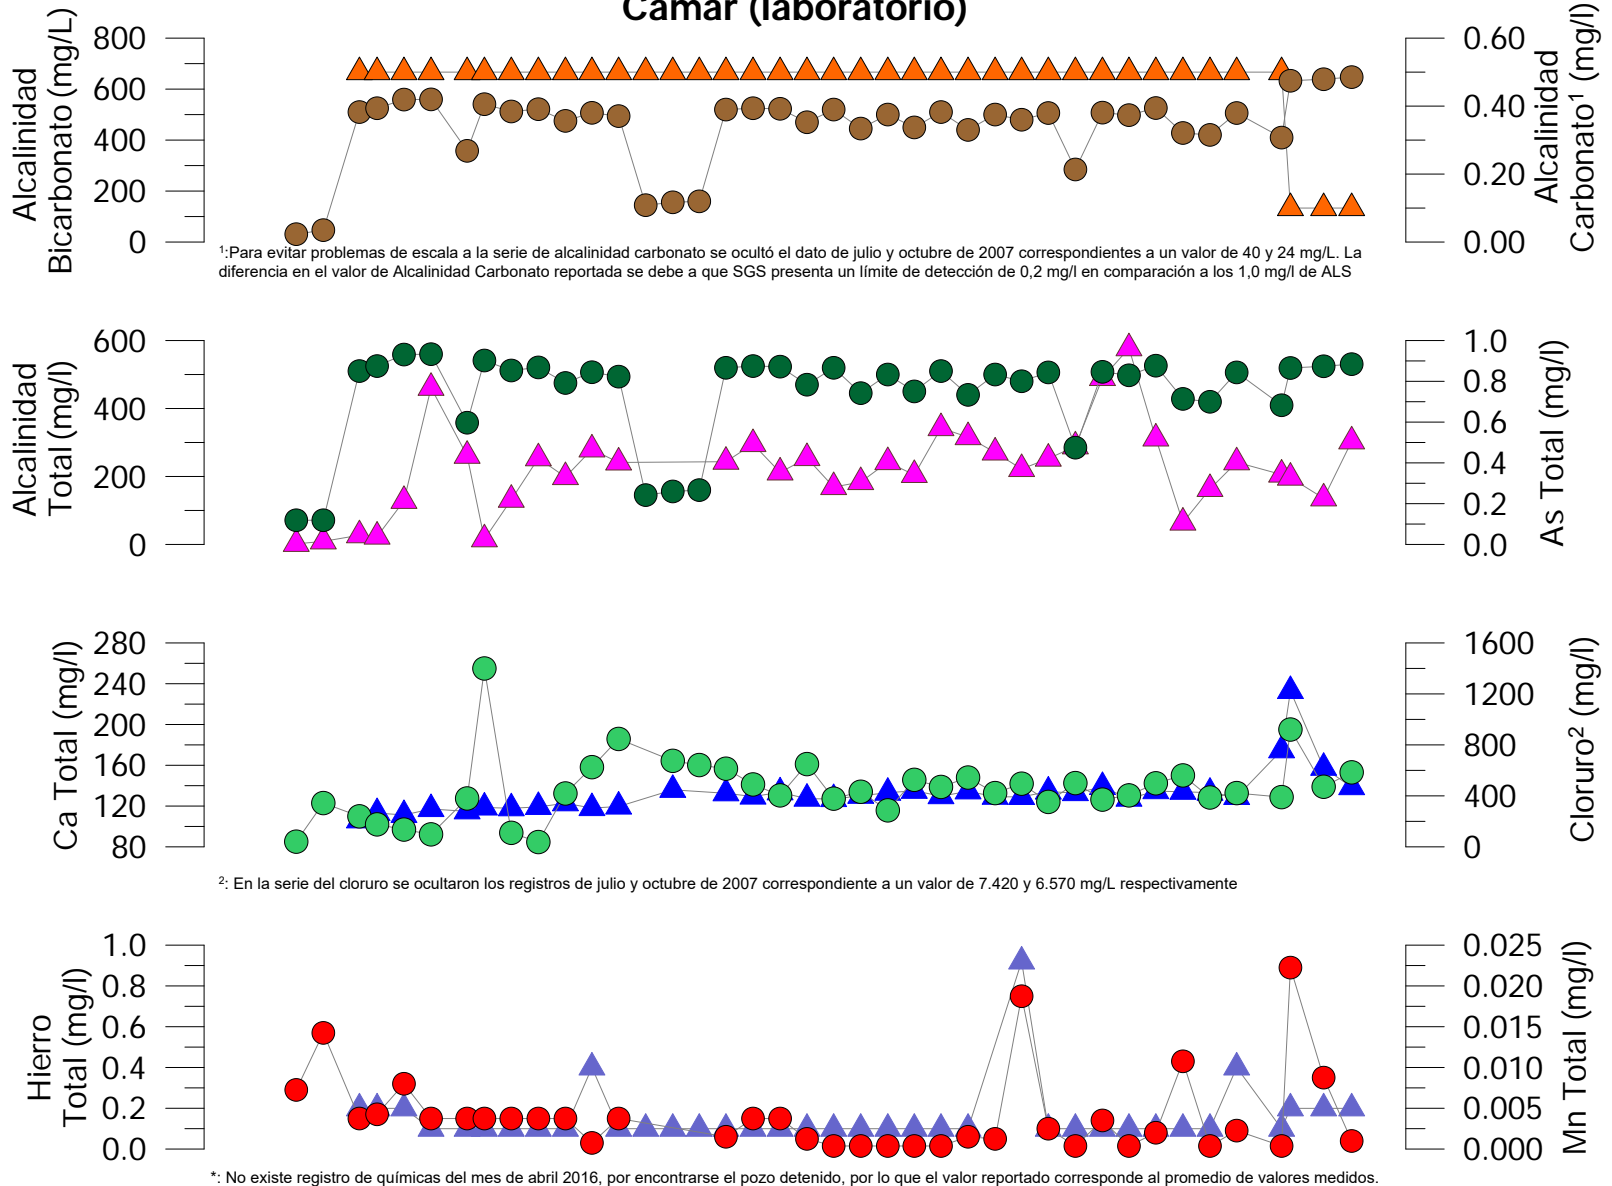 Camar (laboratorio)
Alcalinidad
Bicarbonato (mg/L)
800
600
400
200
0
0.60
0.40
0.20
0.00
Alcalinidad
Carbonato¹ (mg/l)
¹:Para evitar problemas de escala a la serie de alcalinidad carbonato se ocultó el dato de julio y octubre de 2007 correspondientes a un valor de 40 y 24 mg/L. La
diferencia en el valor de Alcalinidad Carbonato reportada se debe a que SGS presenta un límite de detección de 0,2 mg/l en comparación a los 1,0 mg/l de ALS
Alcalinidad
Total (mg/l)
600
400
200
0
1.0
0.8
0.6
0.4
0.2
0.0
As Total (mg/l)
Ca Total (mg/l)
280
240
200
160
120
80
1600
1200
800
400
0
Cloruro² (mg/l)
²: En la serie del cloruro se ocultaron los registros de julio y octubre de 2007 correspondiente a un valor de 7.420 y 6.570 mg/L respectivamente
Hierro
Total (mg/l)
1.0
0.8
0.6
0.4
0.2
0.0
0.025
0.020
0.015
0.010
0.005
0.000
Mn Total (mg/l)
*: No existe registro de químicas del mes de abril 2016, por encontrarse el pozo detenido, por lo que el valor reportado corresponde al promedio de valores medidos.